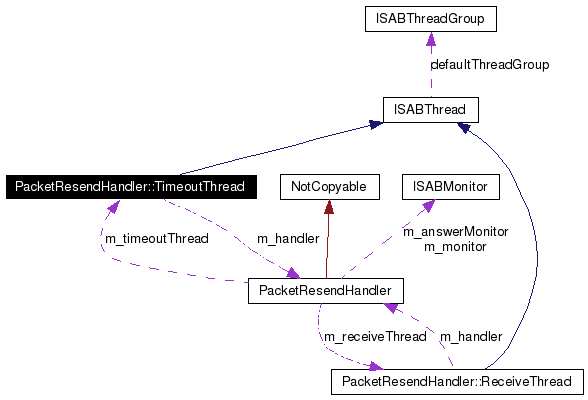 ISABThreadGroup
defaultThreadGroup
ISABThread
PacketResendHandler::TimeoutThread
NotCopyable
ISABMonitor
m_timeoutThread
m_handler
m_answerMonitor
m_monitor
PacketResendHandler
m_receiveThread
m_handler
PacketResendHandler::ReceiveThread